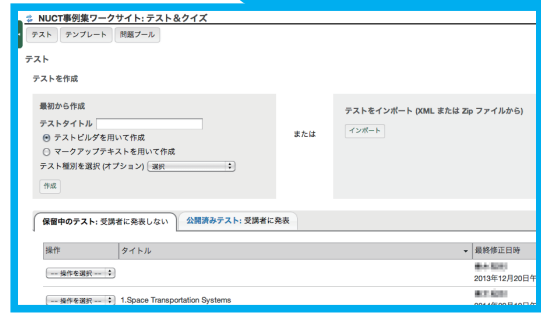 NUCT事例集ワークサイト: テスト＆クイズ
テスト テンプレート 問題プール
テスト
テストを作成
最初から作成
テストタイトル
テストビルダを用いて作成
マークアップテキストを用いて作成
テスト種別を選択 (オプション) 選択
作成
または
テストをインポート (XML または Zip ファイルから)
インポート
保留中のテスト: 受講者に発表しない 公開済みテスト: 受講者に発表
操作 タイトル 最終修正日時
-- 操作を選択 --
2013年12月20日午
-- 操作を選択 -- 1.Space Transportation Systems